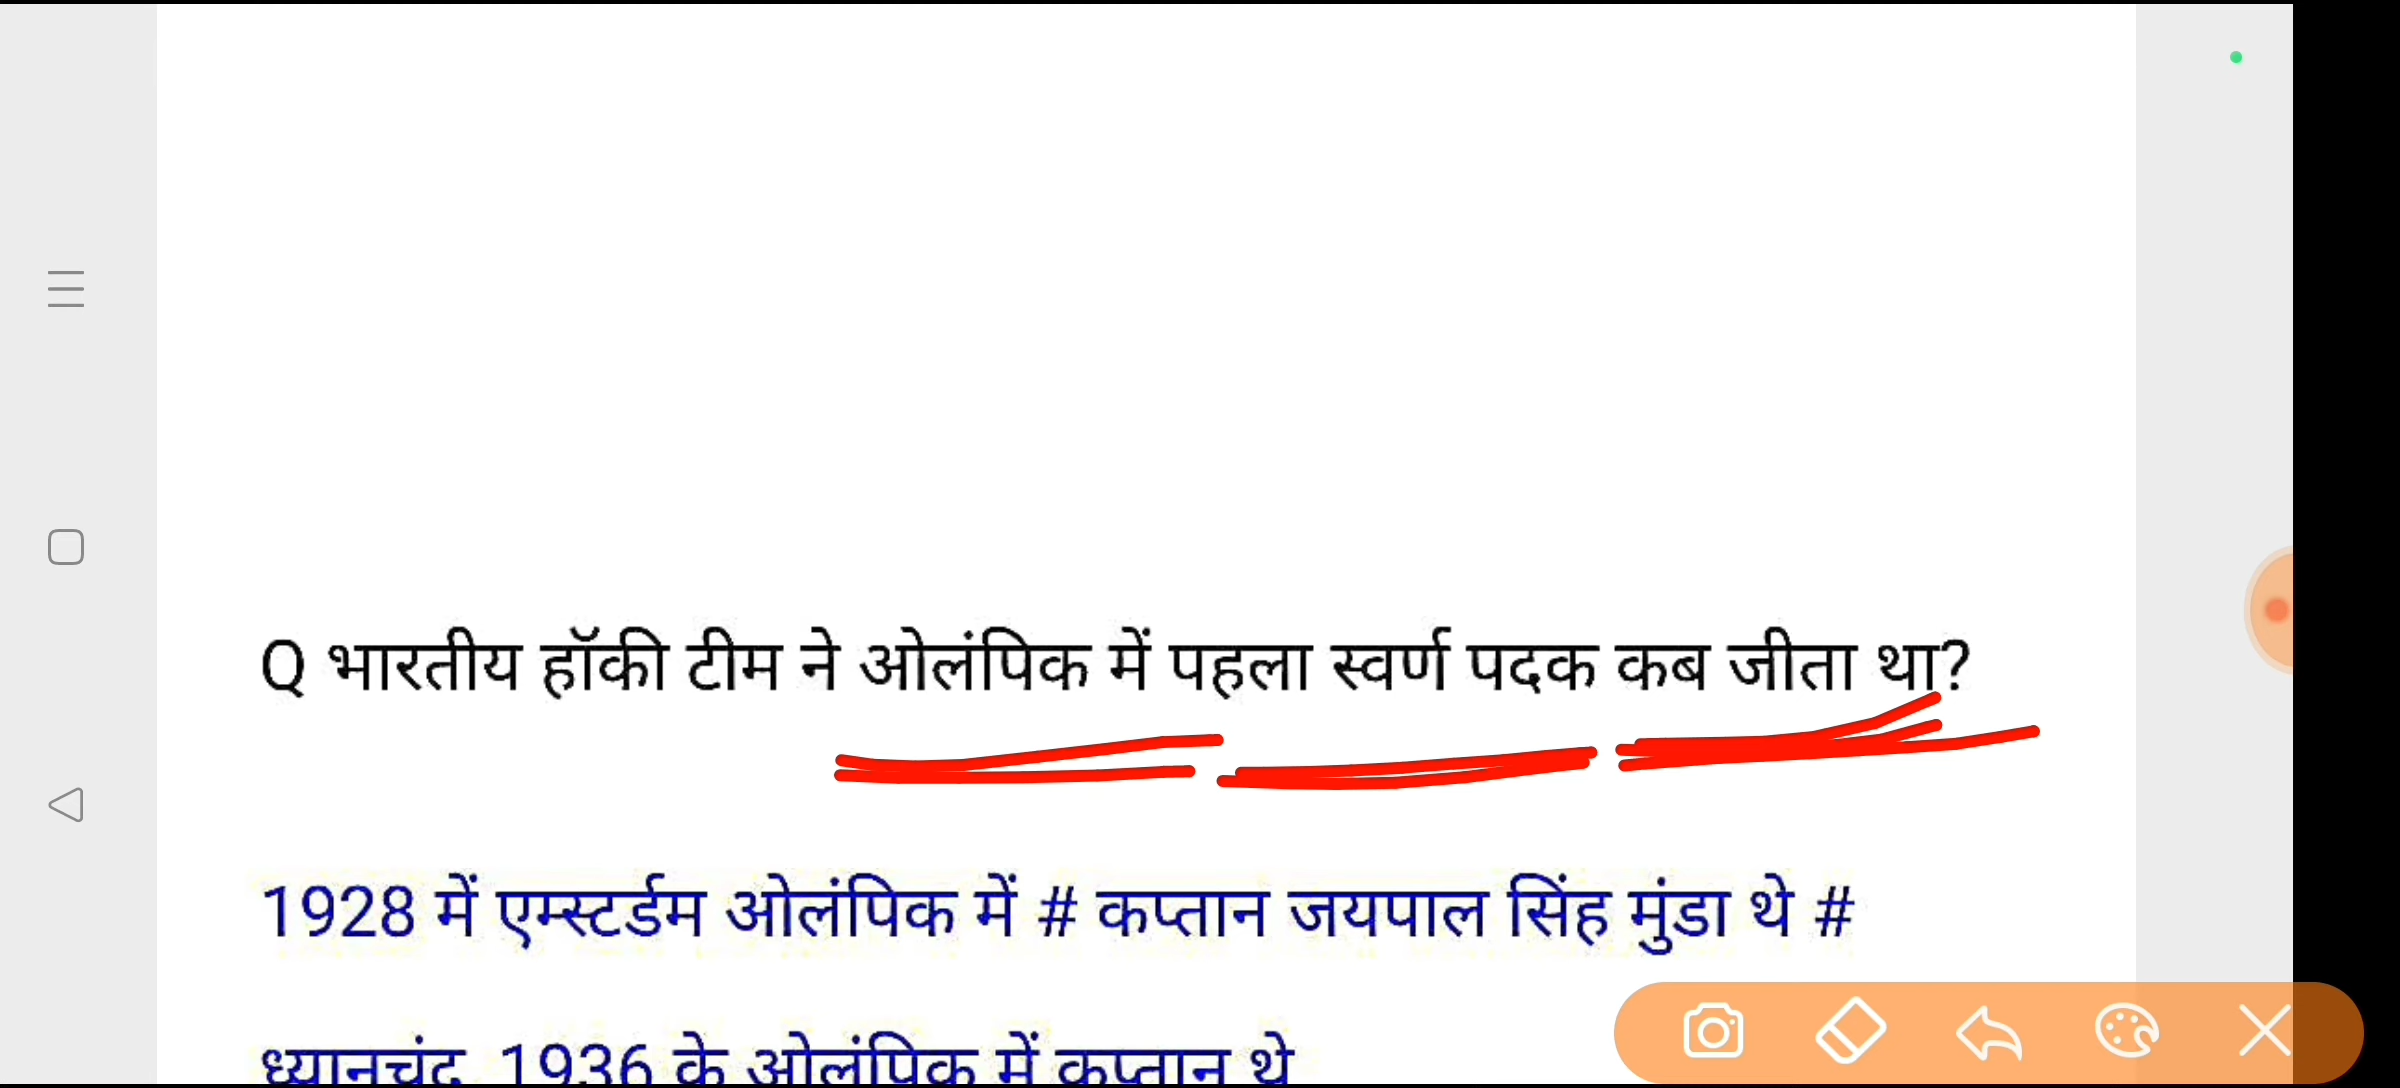 Q भारतीय हॉकी टीम ने ओलंपिक में पहला स्वर्ण पदक कब जीता था?
1928 में एम्स्टर्डम ओलंपिक में # कप्तान जयपाल सिंह मुंडा थे #
ध्यानचंद 1936 के ओलंपिक में कप्तान थे